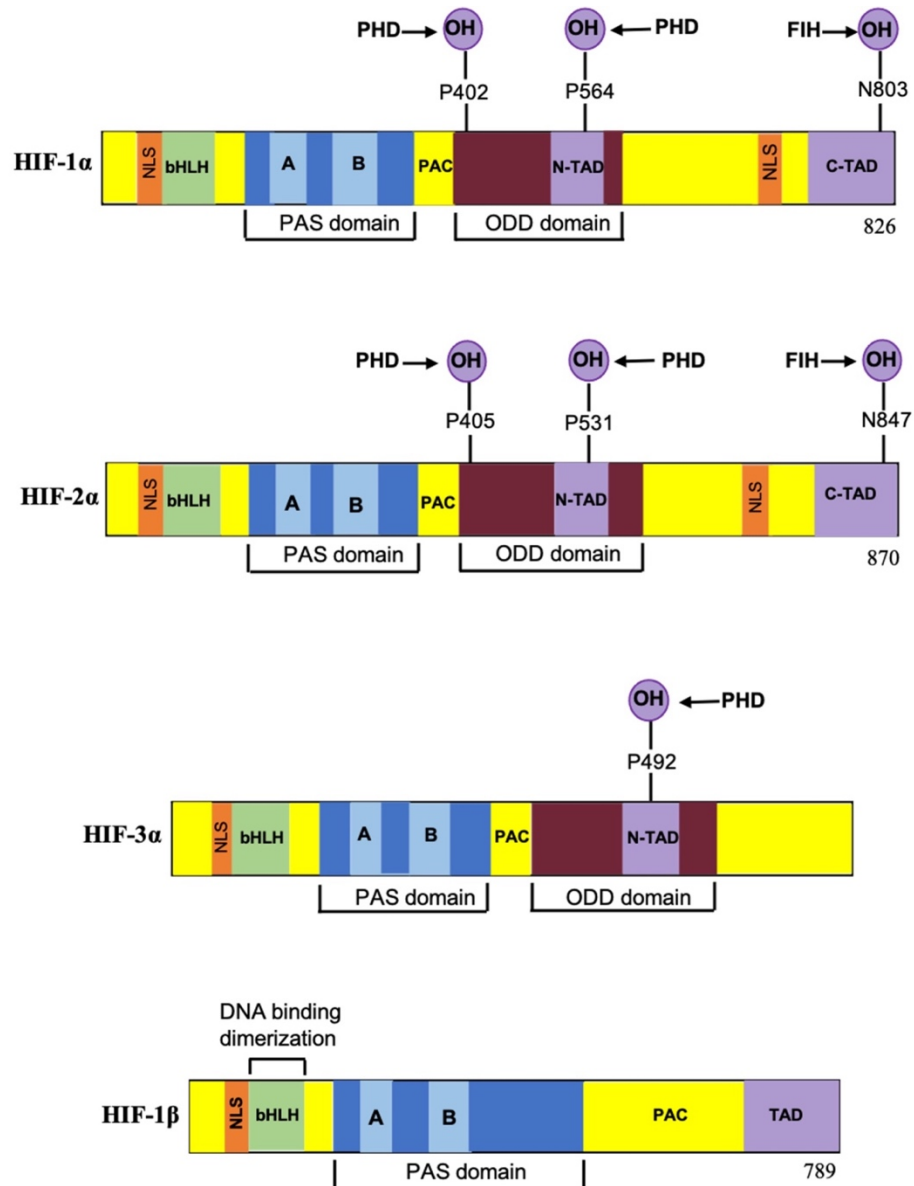 PHD OH OH PHD FIH OH
P402 P564 N803
HIF-1α NLS bHLH A B PAC N-TAD NLS C-TAD
PAS domain ODD domain 826
PHD OH OH PHD FIH OH
P405 P531 N847
HIF-2α NLS bHLH A B PAC N-TAD NLS C-TAD
PAS domain ODD domain 870
OH PHD
P492
HIF-3α NLS bHLH A B PAC N-TAD
PAS domain ODD domain
DNA binding
dimerization
HIF-1β NLS bHLH A B PAC TAD
PAS domain 789